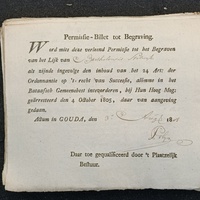 Permissie-Billet tot Begraving.
Word mits deze verleend Permissie tot het Begraven
van het Lijk van
als zijnde ingevolge den inhoud van het 24 Art: der
Ordonnantie op 't recht van Successie, alhier in het
Bataafsch Gemeenebest ineevoerden, bij Hun Hoog Mog:
gearresteerd den 4 October 1805, daar van aangeving
gedaan.
Actum in GOUDA, den
Daar toe gequalificeerd door 't Plaatselijk
Bestuur.